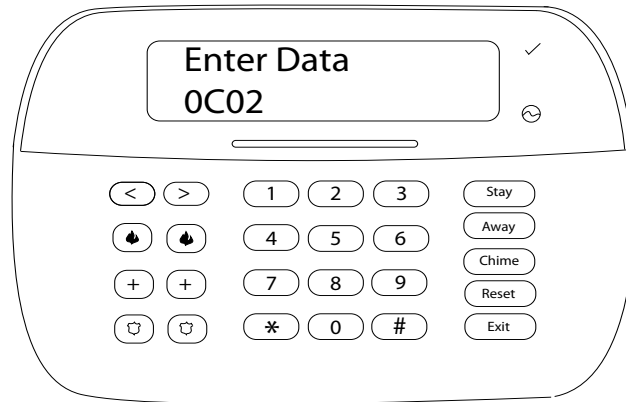 Enter Data
0C02
< > 1 2 3 Stay
4 5 6 Away
Chime
+ + 7 8 9 Reset
* 0 # Exit